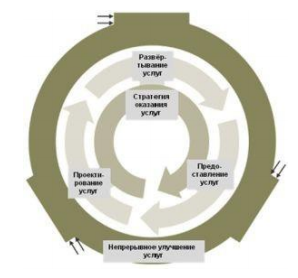 Развёр-
тывание
услуг
Стратегия
оказания
услуг
Проекти-
рование
услуг
Предо-
ставление
услуг
Непрерывное улучшение
услуг